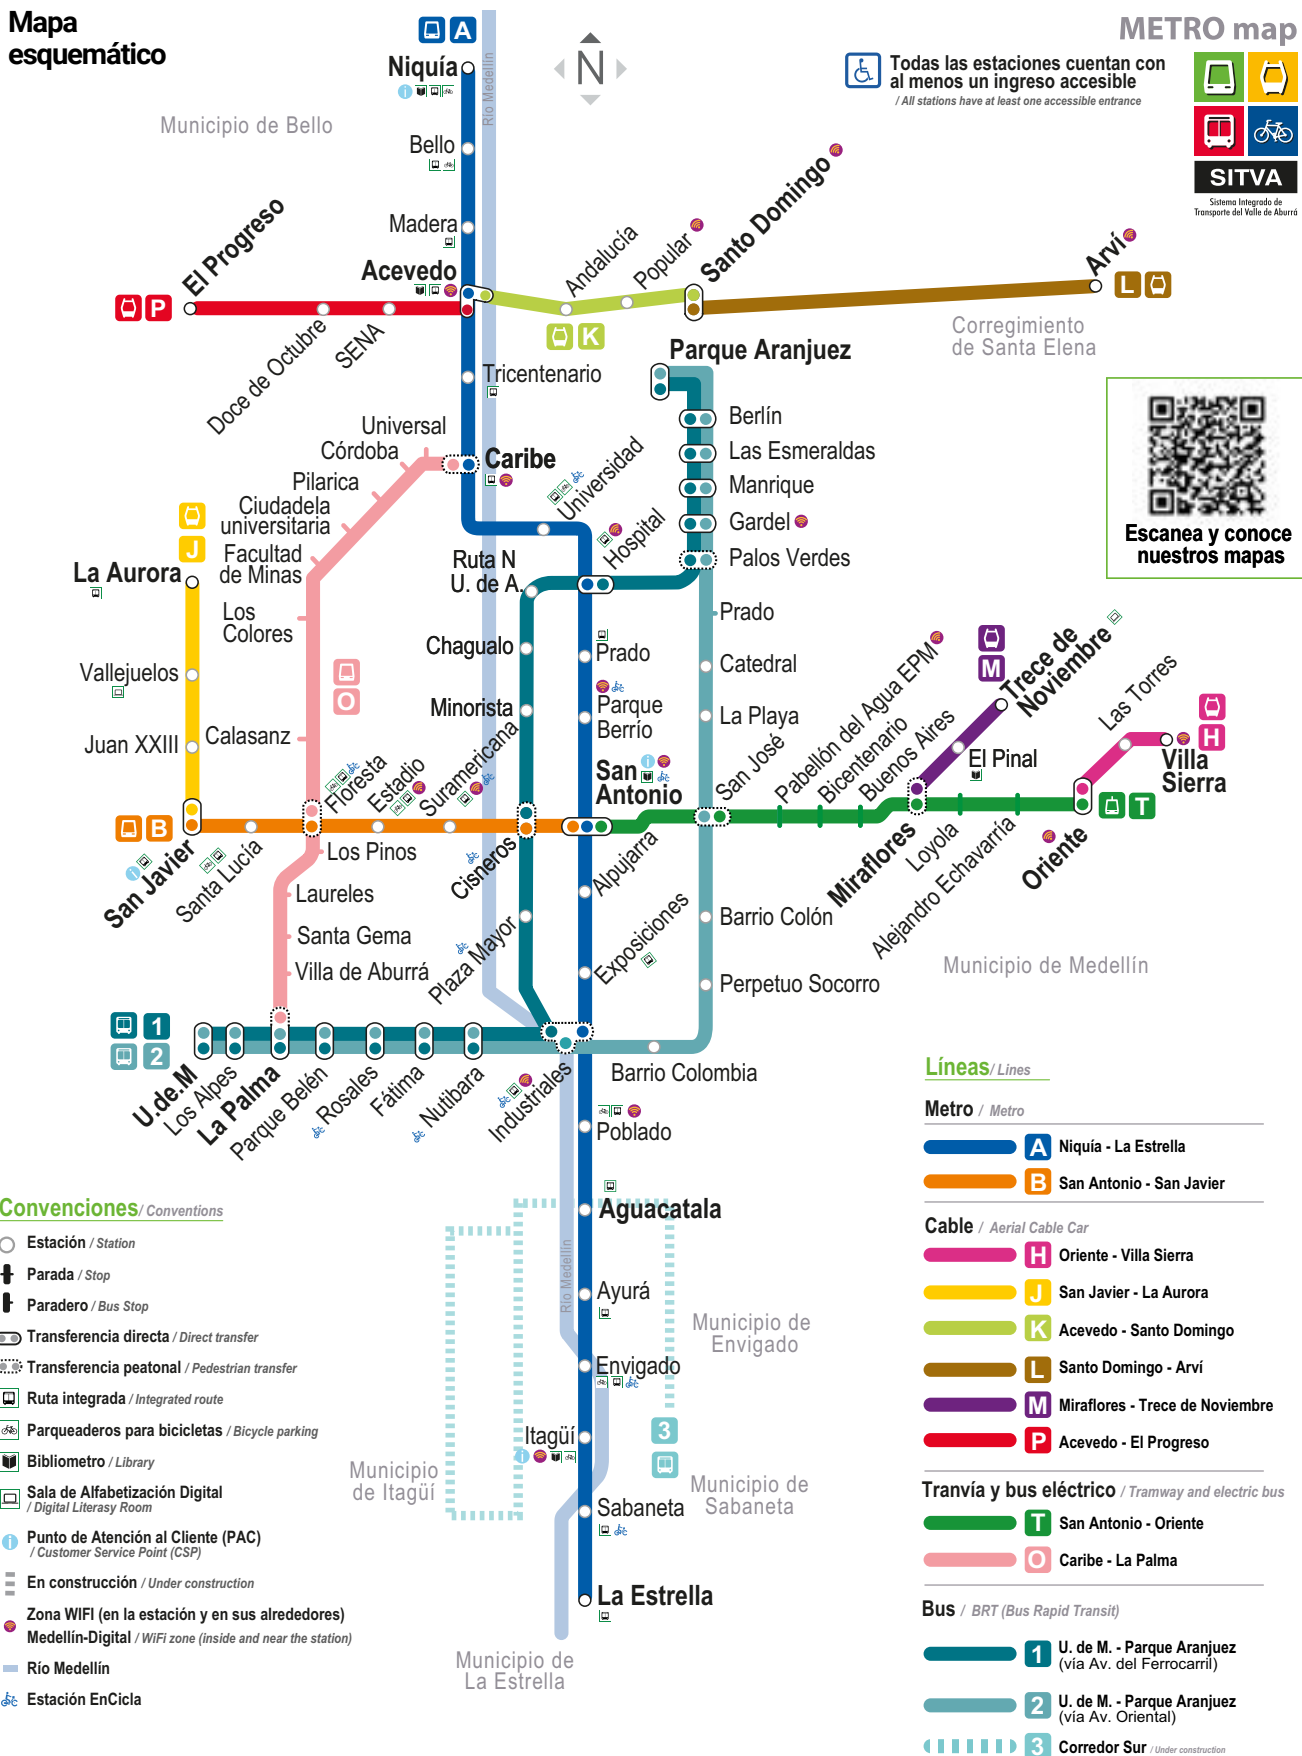 Mapa
esquemático
METRO map
Todas las estaciones cuentan con
al menos un ingreso accesible
/ All stations have at least one accessible entrance
SITVA
Sistema Integrado de
Transporte del Valle de Aburrá
N
A
Niquía
Río Medellín
Municipio de Bello
Bello
Madera
Acevedo
El Progreso
P
Doce de Octubre
SENA
Andalucía
Popular
Santo Domingo
K
Arví
L
Corregimiento
de Santa Elena
Tricentenario
Parque Aranjuez
Berlín
Las Esmeraldas
Manrique
Gardel
Palos Verdes
Escanea y conoce
nuestros mapas
Universal
Córdoba
Pilarica
Ciudadela
universitaria
Facultad
de Minas
Los
Colores
Caribe
Universidad
Hospital
Ruta N
U. de A.
J
La Aurora
Vallejuelos
Juan XXIII
Calasanz
O
Chagualo
Minorista
Prado
Parque
Berrío
San
Antonio
Prado
Catedral
La Playa
San José
Pabellón del Agua EPM
Bicentenario
Buenos Aires
M
Trece de
Noviembre
El Pinal
Las Torres
H
Villa
Sierra
T
B
San Javier
Santa Lucía
Floresta
Estadio
Suramericana
Cisneros
Los Pinos
Laureles
Santa Gema
Villa de Aburrá
Plaza Mayor
Alpujarra
Exposiciones
Barrio Colón
Perpetuo Socorro
Miraflores
Loyola
Alejandro Echavarría
Oriente
Municipio de Medellín
1
2
U.de.M
Los Alpes
La Palma
Parque Belén
Rosales
Fátima
Nutibara
Industriales
Barrio Colombia
Poblado
Aguacatala
Río Medellín
Ayurá
Municipio de
Envigado
Envigado
Itagüí
3
Municipio
de Itagüí
Municipio de
Sabaneta
Sabaneta
La Estrella
Municipio de
La Estrella
Convenciones / Conventions
Estación / Station
Parada / Stop
Paradero / Bus Stop
Transferencia directa / Direct transfer
Transferencia peatonal / Pedestrian transfer
Ruta integrada / Integrated route
Parqueaderos para bicicletas / Bicycle parking
Bibliometro / Library
Sala de Alfabetización Digital
/ Digital Literasy Room
Punto de Atención al Cliente (PAC)
/ Customer Service Point (CSP)
En construcción / Under construction
Zona WIFI (en la estación y en sus alrededores)
Medellín-Digital / WiFi zone (inside and near the station)
Río Medellín
Estación EnCicla
Líneas / Lines
Metro / Metro
A Niquía - La Estrella
B San Antonio - San Javier
Cable / Aerial Cable Car
H Oriente - Villa Sierra
J San Javier - La Aurora
K Acevedo - Santo Domingo
L Santo Domingo - Arví
M Miraflores - Trece de Noviembre
P Acevedo - El Progreso
Tranvía y bus eléctrico / Tramway and electric bus
T San Antonio - Oriente
O Caribe - La Palma
Bus / BRT (Bus Rapid Transit)
1 U. de M. - Parque Aranjuez
(vía Av. del Ferrocarril)
2 U. de M. - Parque Aranjuez
(vía Av. Oriental)
3 Corredor Sur / Under construction